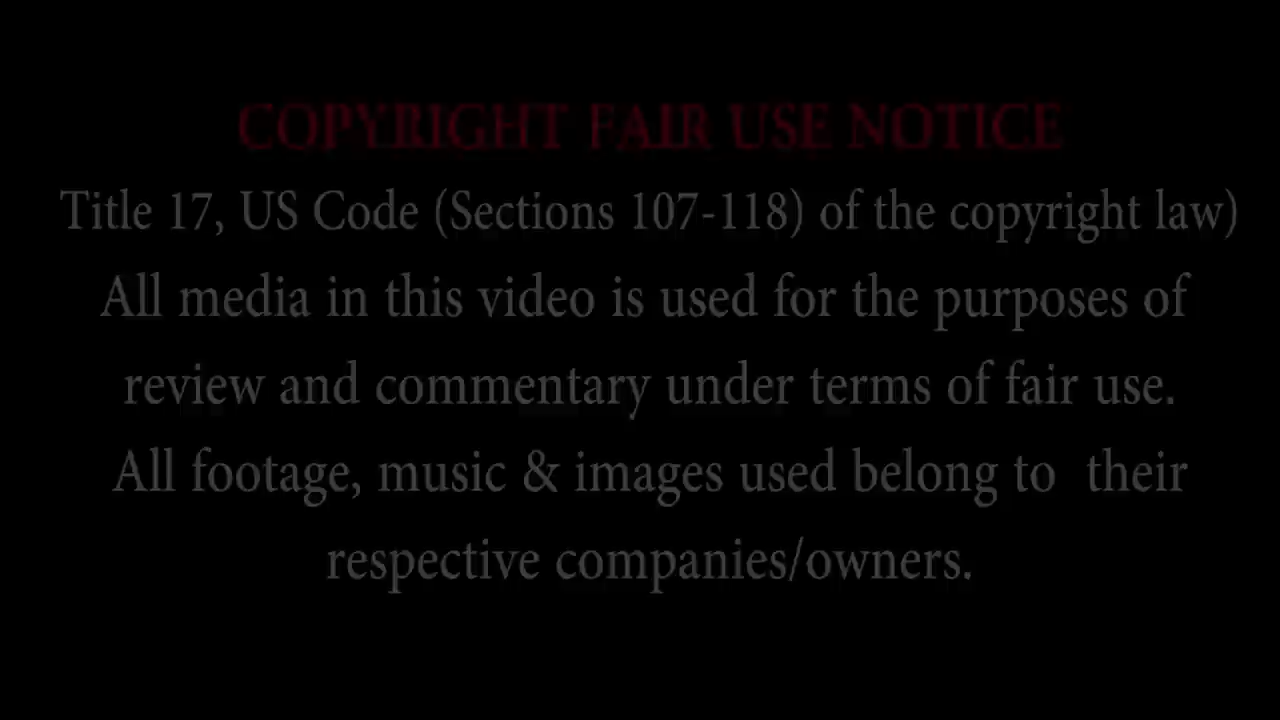 COPYRIGHT FAIR USE NOTICE
Title 17, US Code (Sections 107-118) of the copyright law)
All media in this video is used for the purposes of
review and commentary under terms of fair use.
All footage, music & images used belong to  their
respective companies/owners.